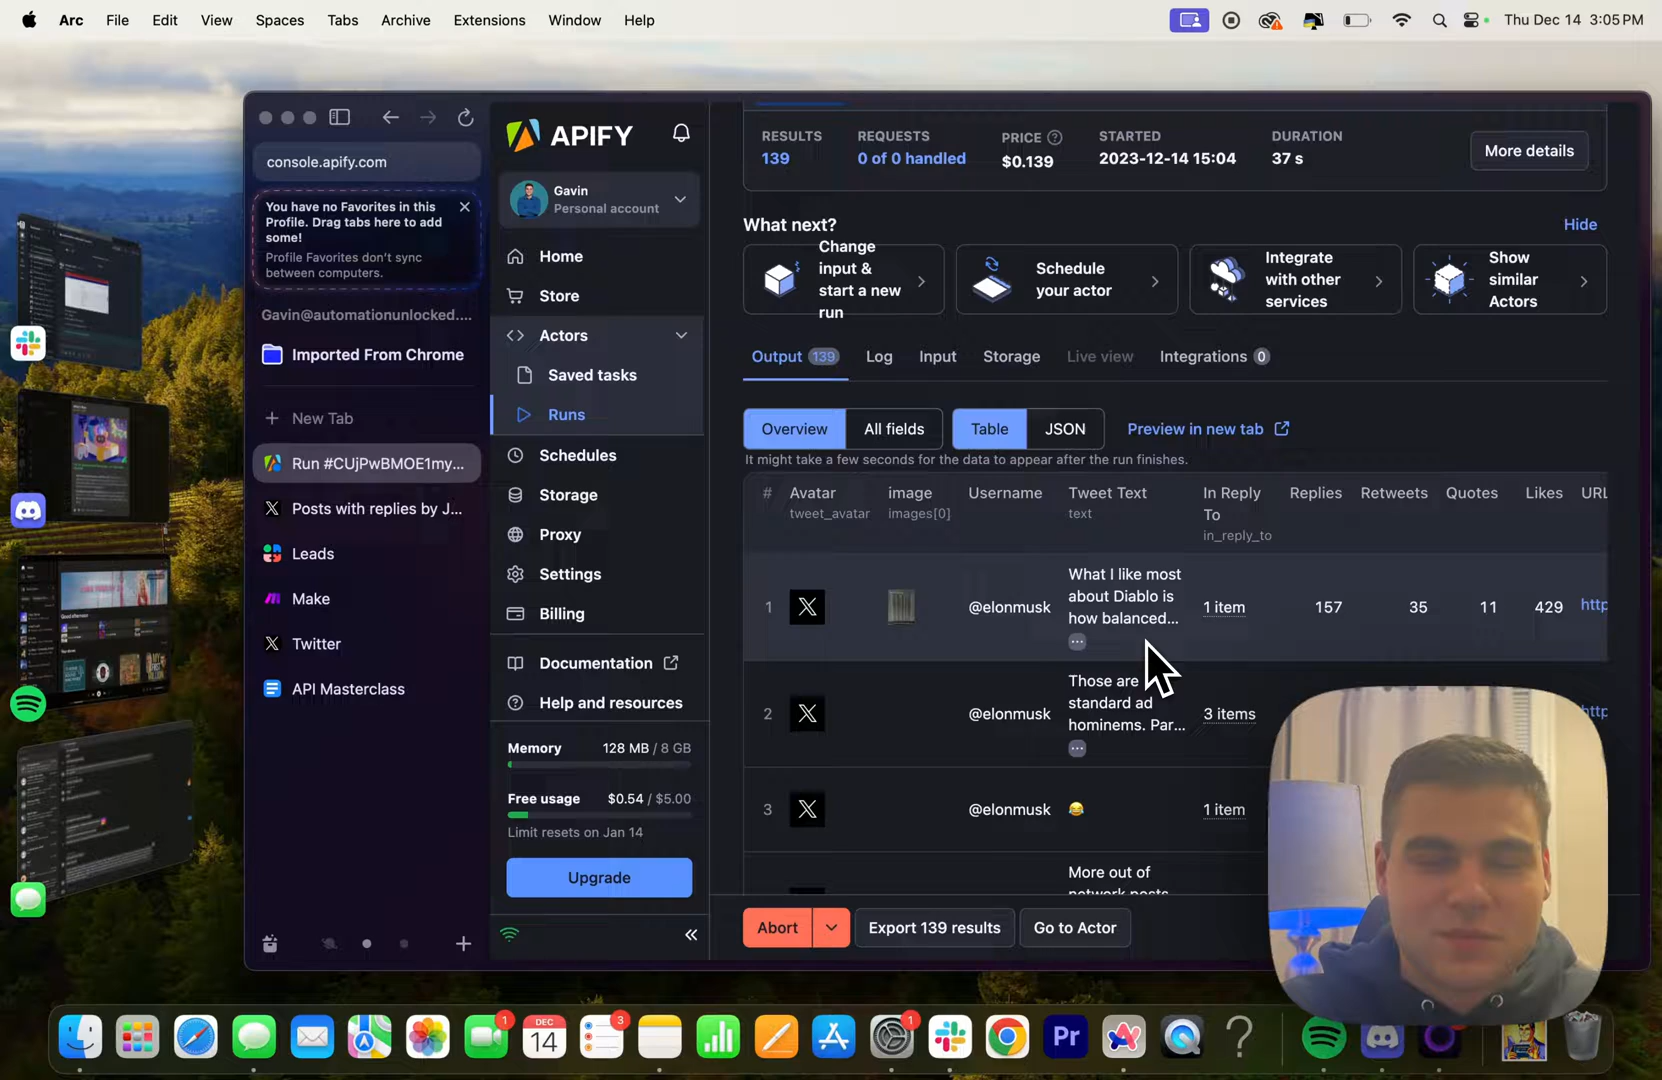 Arc File Edit View Spaces Tabs Archive Extensions Window Help
Thu Dec 14 3:05 PM
console.apify.com
You have no Favorites in this
Profile. Drag tabs here to add
some!
Profile Favorites don't sync
between computers.
Gavin@automationunlocked....
Imported From Chrome
New Tab
Run #CUjPwBMOE1my...
Posts with replies by J...
Leads
Make
Twitter
API Masterclass
APIFY
Gavin
Personal account
Home
Store
Actors
Saved tasks
Runs
Schedules
Storage
Proxy
Settings
Billing
Documentation
Help and resources
Memory 128 MB / 8 GB
Free usage $0.54 / $5.00
Limit resets on Jan 14
Upgrade
RESULTS REQUESTS PRICE STARTED DURATION
139 0 of 0 handled $0.139 2023-12-14 15:04 37 s
More details
What next?
Hide
Change
input &
start a new
run
Schedule
your actor
Integrate
with other
services
Show
similar
Actors
Output 139 Log Input Storage Live view Integrations 0
Overview All fields Table JSON Preview in new tab
It might take a few seconds for the data to appear after the run finishes.
# Avatar image Username Tweet Text In Reply To Replies Retweets Quotes Likes URL
tweet_avatar images[0] text in_reply_to
1 @elonmusk What I like most
about Diablo is
how balanced...
1 item 157 35 11 429 http
2 @elonmusk Those are
standard ad
hominems. Par...
3 items http
3 @elonmusk 😂 1 item
More out of
network posts
Abort Export 139 results Go to Actor
1
DEC
14
3
1
Pr